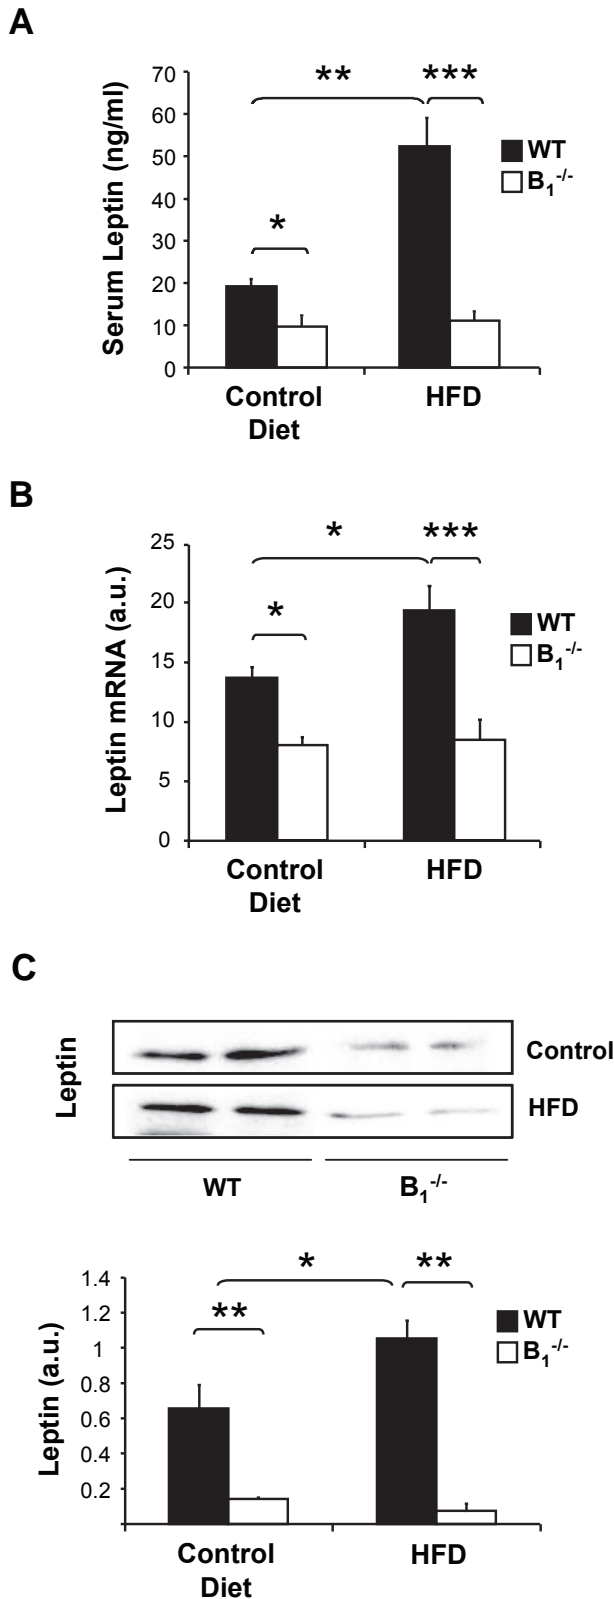 A
Serum Leptin (ng/ml)
70
60
50
40
30
20
10
0
**
***
*
WT
B1-/-
Control
Diet
HFD
B
Leptin mRNA (a.u.)
25
20
15
10
5
0
*
***
*
WT
B1-/-
Control
Diet
HFD
C
Leptin
Control
HFD
WT
B1-/-
Leptin (a.u.)
1.4
1.2
1
0.8
0.6
0.4
0.2
*
**
**
WT
B1-/-
Control
Diet
HFD